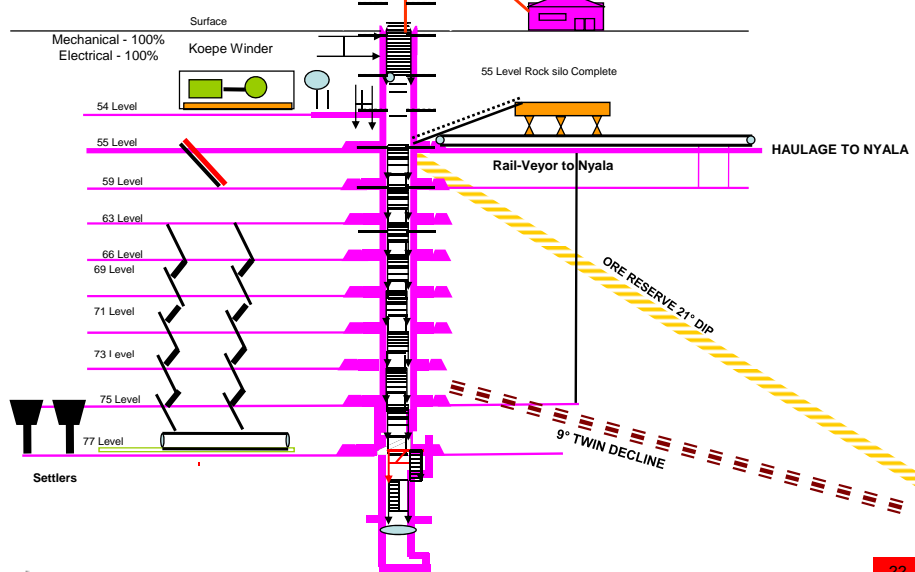 Surface
Mechanical - 100%
Electrical - 100%
Koepe Winder
55 Level Rock silo Complete
54 Level
55 Level
HAULAGE TO NYALA
Rail-Veyor to Nyala
59 Level
63 Level
66 Level
69 Level
ORE RESERVE 21° DIP
71 Level
73 Level
75 Level
9° TWIN DECLINE
77 Level
Settlers